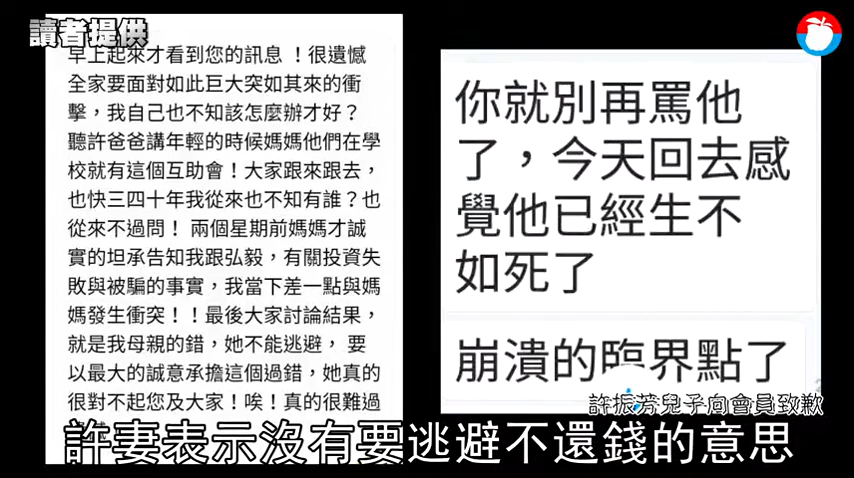 讀者提供
早上起來才看到您的訊息！很遺憾
全家要面對如此巨大突如其來的衝
擊，我自己也不知該怎麼辦才好？
聽許爸爸講年輕的時候媽媽他們在學
校就有這個互助會！大家跟來跟去，
也快三四十年我從來也不知有誰？也
從來不過問！ 兩個星期前媽媽才誠
實的坦承告知我跟弘毅，有關投資失
敗與被騙的事實，我當下差一點與媽
媽發生衝突！！最後大家討論結果，
就是我母親的錯，她不能逃避， 要
以最大的誠意承擔這個過錯，她真的
很對不起您及大家！唉！真的很難過
你就別再罵他
了，今天回去感
覺他已經生不
如死了
崩潰的臨界點了
許振芳兒子向會員致歉
許妻表示沒有要逃避不還錢的意思